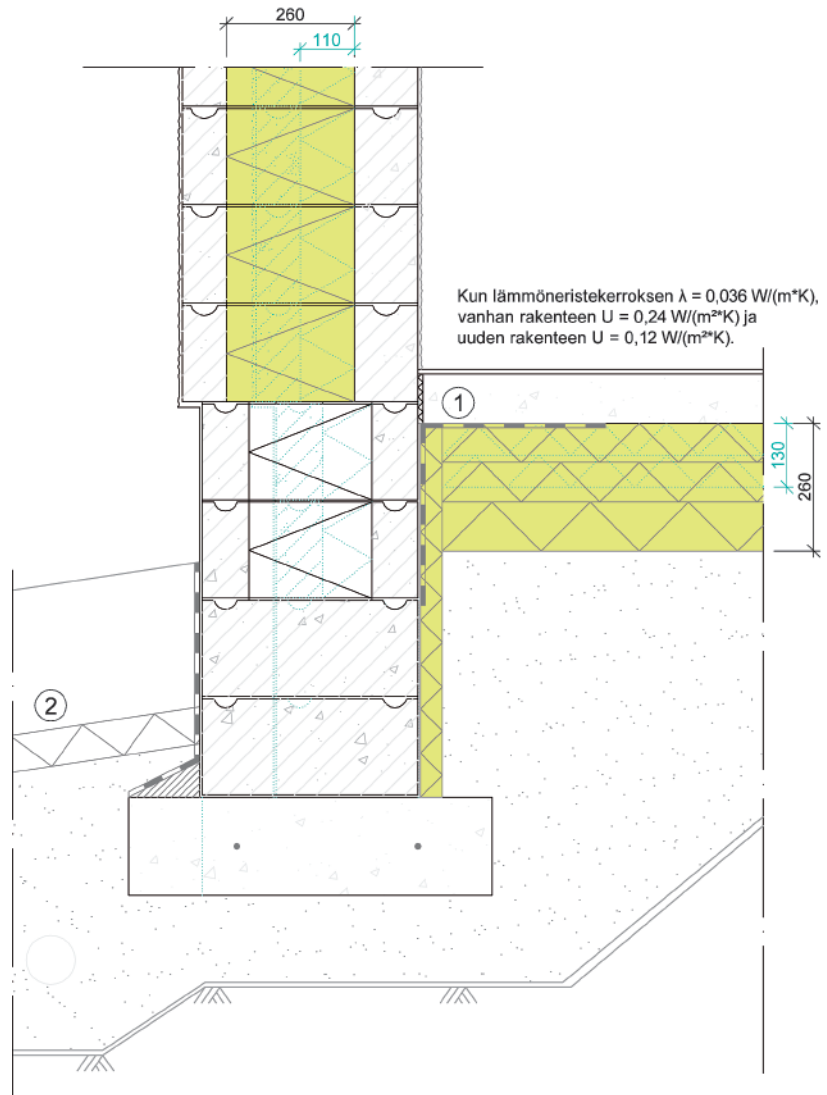 260
110
Kun lämmöneristekerroksen λ = 0,036 W/(m*K),
vanhan rakenteen U = 0,24 W/(m²*K) ja
uuden rakenteen U = 0,12 W/(m²*K).
1
130
260
2